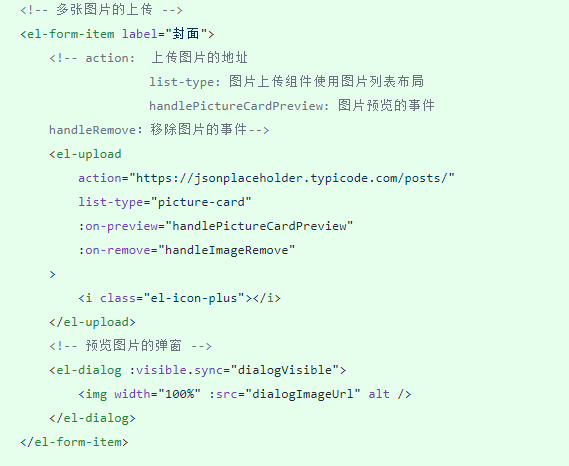 <!-- 多张图片的上传 -->
<el-form-item label="封面">
<!-- action:  上传图片的地址
list-type: 图片上传组件使用图片列表布局
handlePictureCardPreview: 图片预览的事件
handleRemove: 移除图片的事件-->
<el-upload
action="https://jsonplaceholder.typicode.com/posts/"
list-type="picture-card"
:on-preview="handlePictureCardPreview"
:on-remove="handleImageRemove"
>
<i class="el-icon-plus"></i>
</el-upload>
<!-- 预览图片的弹窗 -->
<el-dialog :visible.sync="dialogVisible">
<img width="100%" :src="dialogImageUrl" alt />
</el-dialog>
</el-form-item>